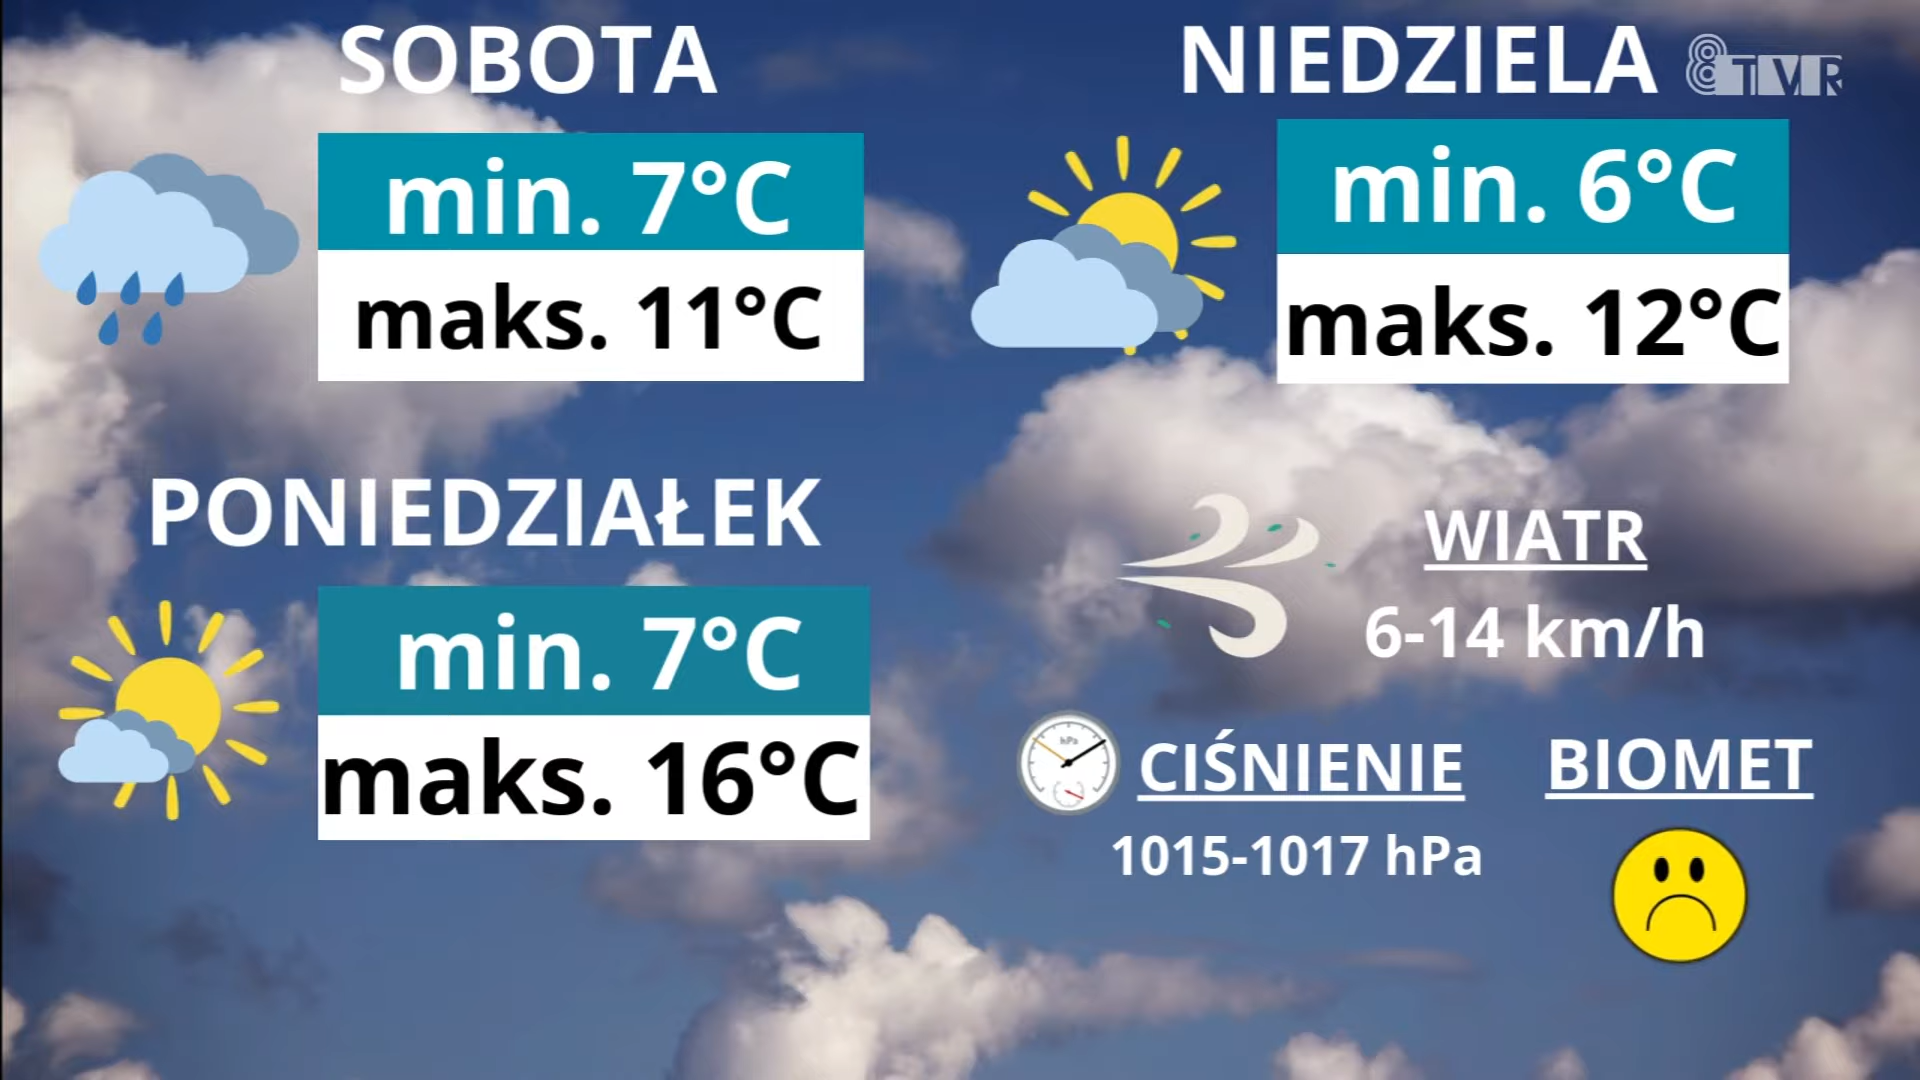 SOBOTA
min. 7°C
maks. 11°C
NIEDZIELA
TVR
min. 6°C
maks. 12°C
PONIEDZIAŁEK
min. 7°C
maks. 16°C
WIATR
6-14 km/h
hPa
CIŚNIENIE
1015-1017 hPa
BIOMET